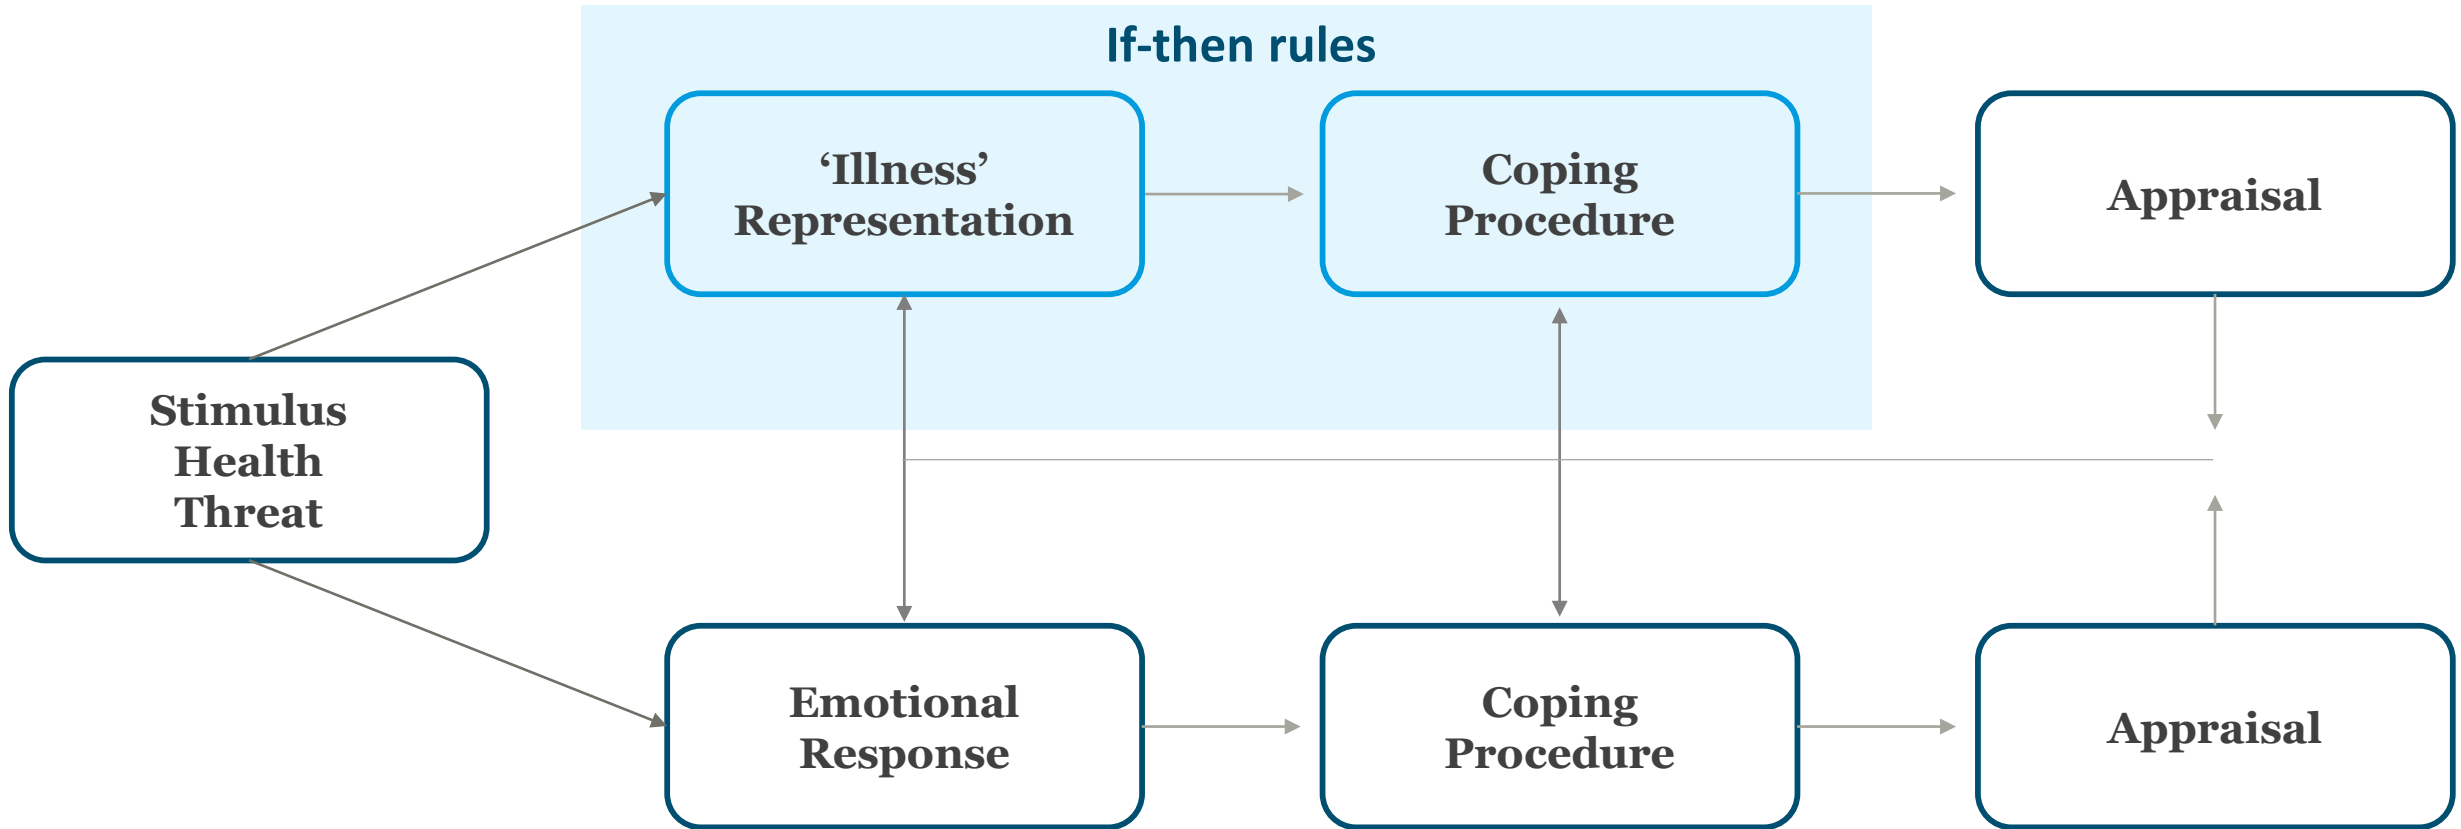 If-then rules
‘Illness’
Representation
Coping
Procedure
Appraisal
Stimulus
Health
Threat
Emotional
Response
Coping
Procedure
Appraisal